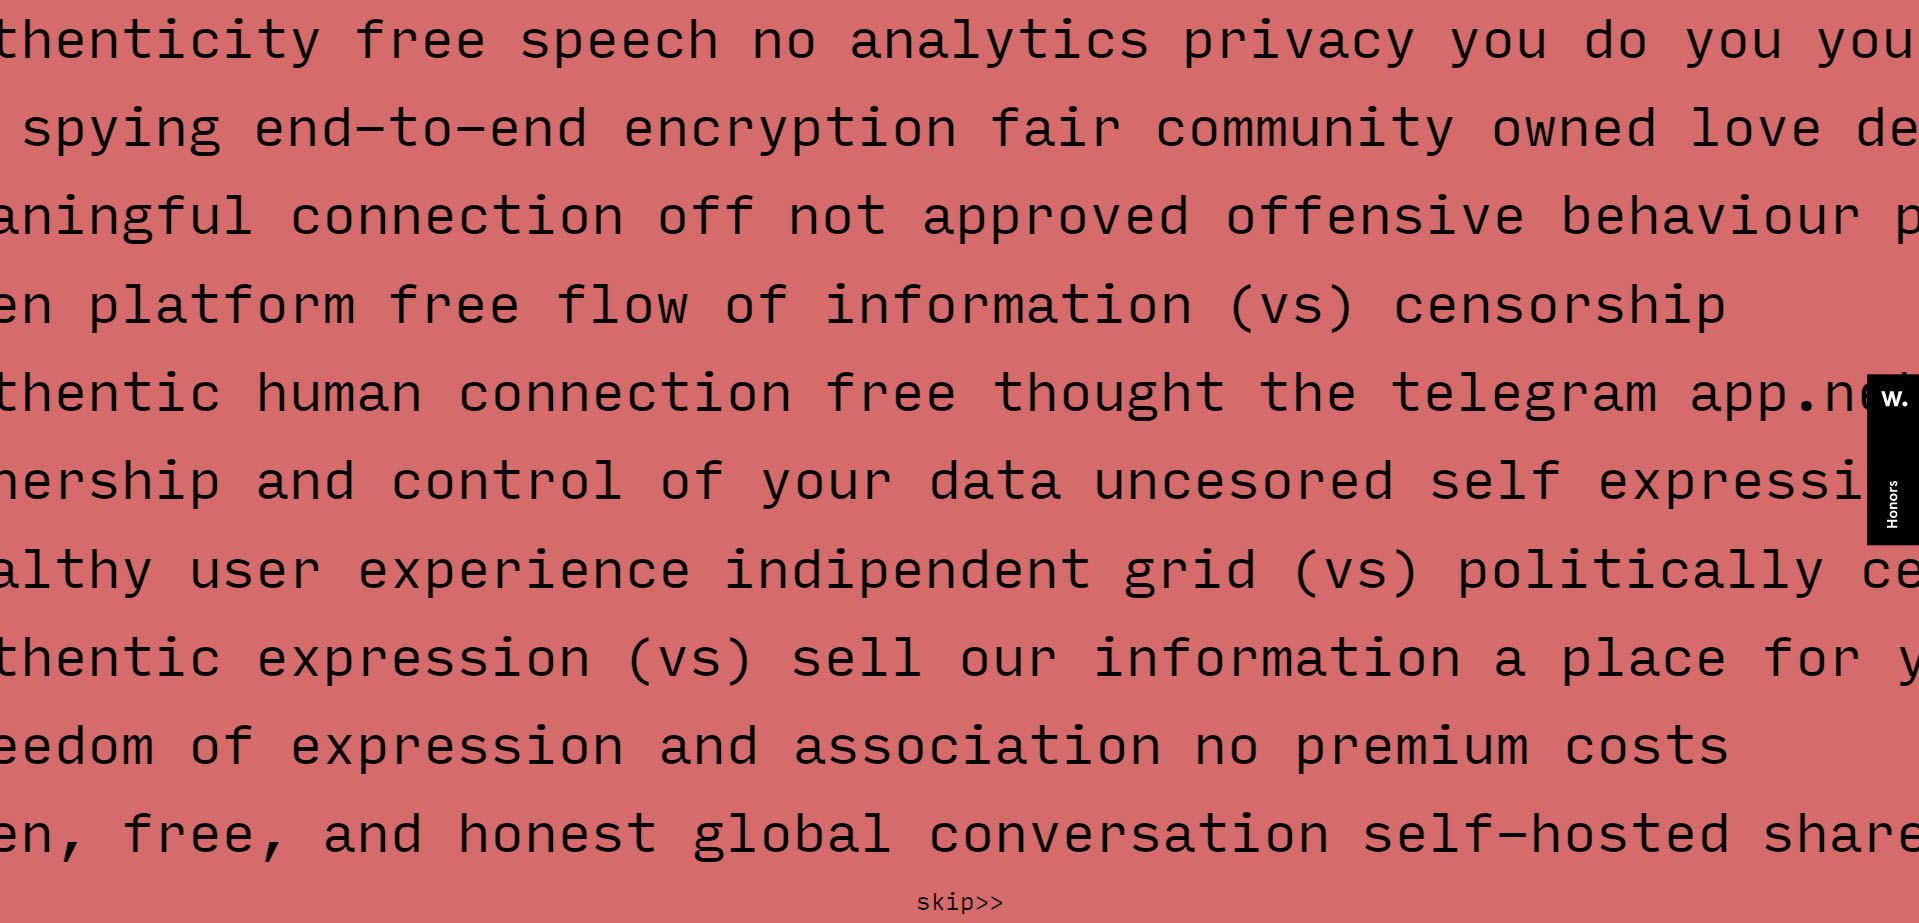 thenticity free speech no analytics privacy you do you you
spying end-to-end encryption fair community owned love de
aningful connection off not approved offensive behaviour p
en platform free flow of information (vs) censorship
thentic human connection free thought the telegram app.ne
nership and control of your data uncesored self expressi
althy user experience indipendent grid (vs) politically ce
thentic expression (vs) sell our information a place for y
eedom of expression and association no premium costs
en, free, and honest global conversation self-hosted share
skip>>
W.
Honors